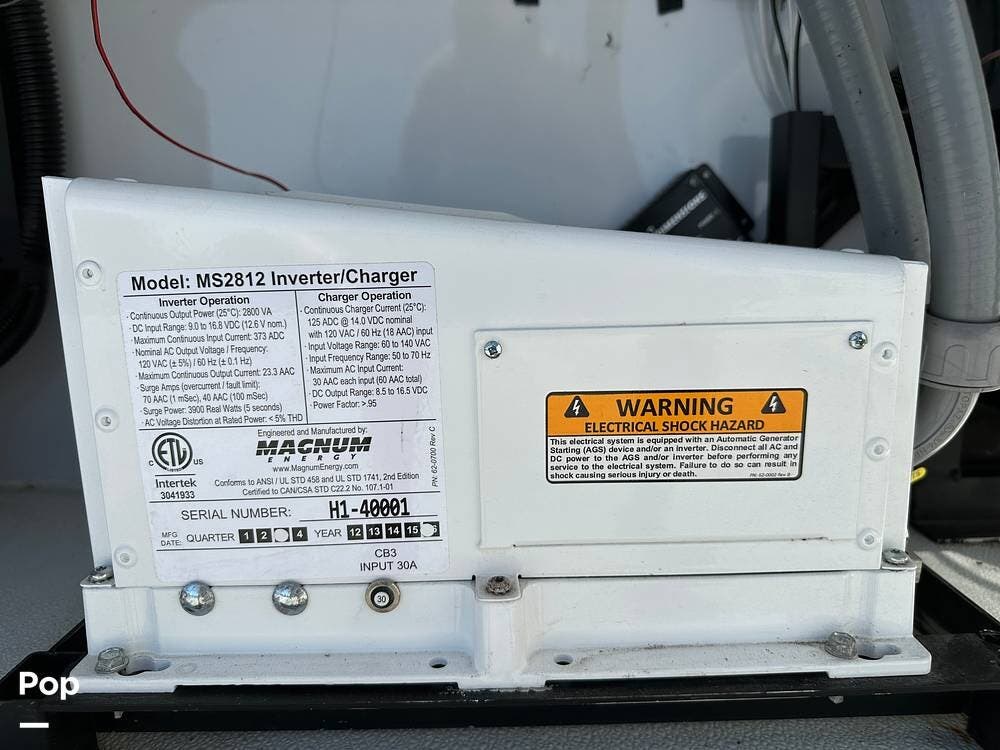 DIMENSIONS
Model: MS2812 Inverter/Charger
Inverter Operation
· Continuous Output Power (25°C): 2800 VA
· DC Input Range: 9.0 to 16.8 VDC (12.6 V nom.)
· Maximum Continuous Input Current: 373 ADC
· Nominal AC Output Voltage / Frequency:
120 VAC (± 5%) / 60 Hz (± 0.1 Hz)
· Maximum Continuous Output Current: 23.3 AAC
· Surge Amps (overcurrent / fault limit):
70 AAC (1 mSec), 40 AAC (100 mSec)
· Surge Power: 3900 Real Watts (5 seconds)
· AC Voltage Distortion at Rated Power: < 5% THD
Charger Operation
· Continuous Charger Current (25°C):
125 ADC @ 14.0 VDC nominal
with 120 VAC / 60 Hz (18 AAC) input
· Input Voltage Range: 60 to 140 VAC
· Input Frequency Range: 50 to 70 Hz
· Maximum AC Input Current:
30 AAC each input (60 AAC total)
· DC Output Range: 8.5 to 16.5 VDC
· Power Factor: >.95
C ETL US
Intertek
3041933
Engineered and Manufactured by:
MAGNUM
ENERGY
www.MagnumEnergy.com
Conforms to ANSI / UL STD 458 and UL STD 1741, 2nd Edition
Certified to CAN/CSA STD C22.2 No. 107.1-01
PN: 62-0700 Rev C
SERIAL NUMBER: H1-40001
MFG DATE: QUARTER 1 2 4 YEAR 12 13 14 15
CB3
INPUT 30A
30
WARNING
ELECTRICAL SHOCK HAZARD
This electrical system is equipped with an Automatic Generator
Starting (AGS) device and/or an inverter. Disconnect all AC and
DC power to the AGS and/or inverter before performing any
service to the electrical system. Failure to do so can result in
shock causing serious injury or death.
PN: 62-0002 Rev B
Pop